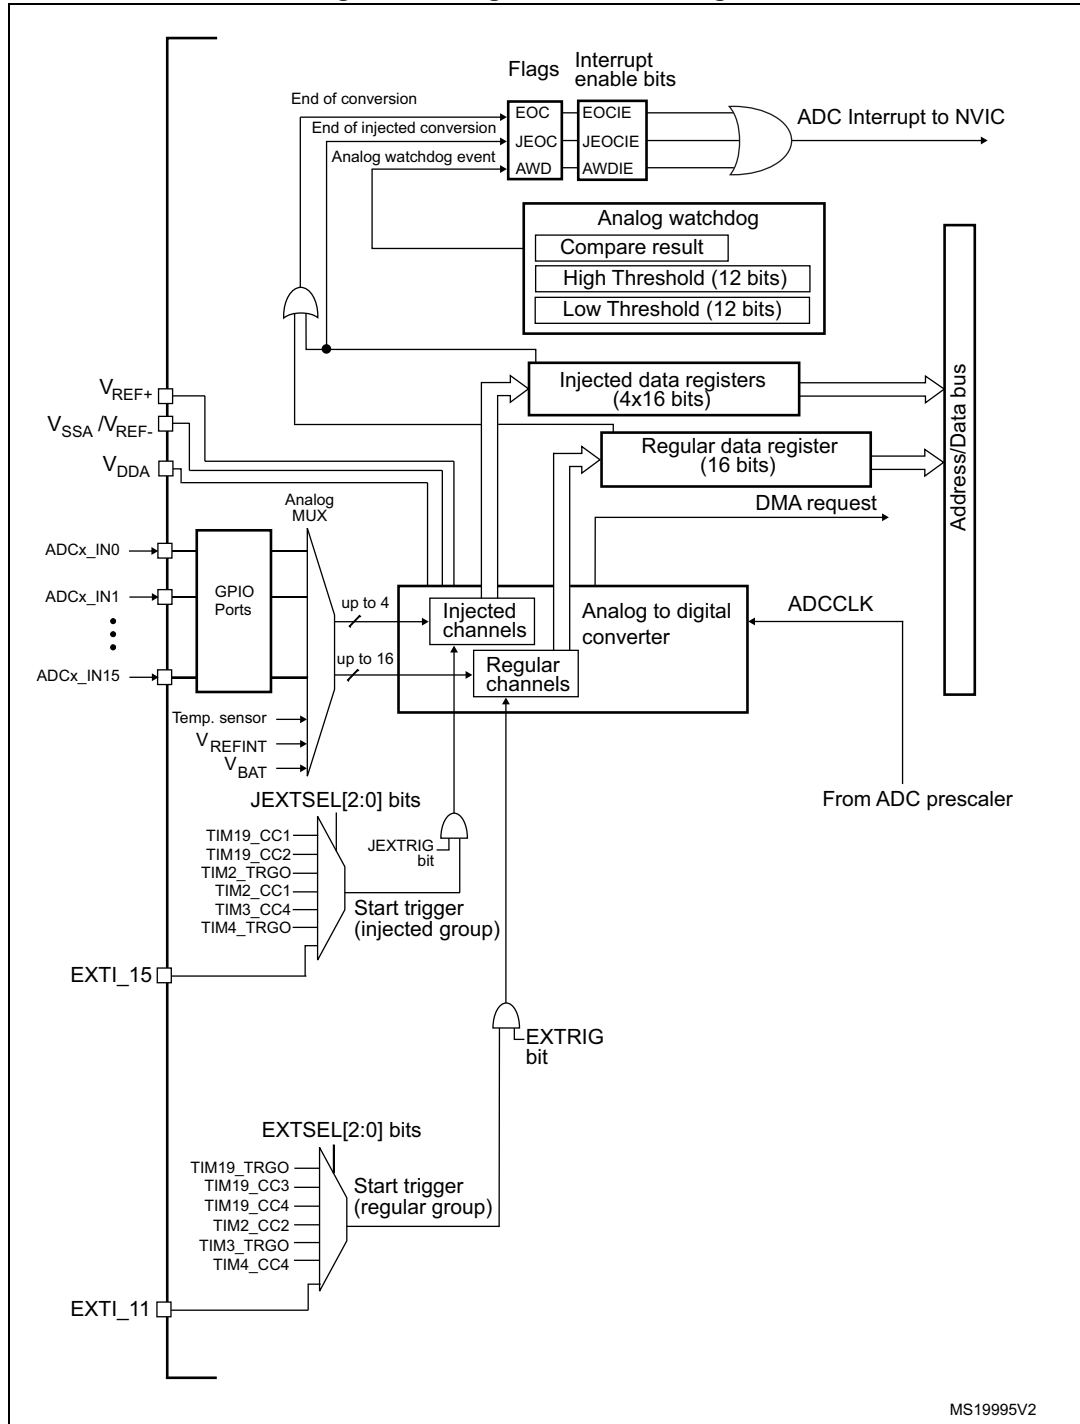 Flags
Interrupt
enable bits
End of conversion
EOC
EOCIE
ADC Interrupt to NVIC
End of injected conversion
JEOC
JEOCIE
Analog watchdog event
AWD
AWDIE
Analog watchdog
Compare result
High Threshold (12 bits)
Low Threshold (12 bits)
Injected data registers
(4x16 bits)
Regular data register
(16 bits)
Address/Data bus
DMA request
VREF+
VSSA /VREF-
VDDA
Analog
MUX
ADCx_IN0
ADCx_IN1
ADCx_IN15
GPIO
Ports
up to 4
up to 16
Injected
channels
Regular
channels
Analog to digital
converter
ADCCLK
From ADC prescaler
Temp. sensor
VREFINT
VBAT
JEXTSEL[2:0] bits
TIM19_CC1
TIM19_CC2
TIM2_TRGO
TIM2_CC1
TIM3_CC4
TIM4_TRGO
JEXTRIG
bit
Start trigger
(injected group)
EXTI_15
EXTRIG
bit
EXTSEL[2:0] bits
TIM19_TRGO
TIM19_CC3
TIM19_CC4
TIM2_CC2
TIM3_TRGO
TIM4_CC4
Start trigger
(regular group)
EXTI_11
MS19995V2